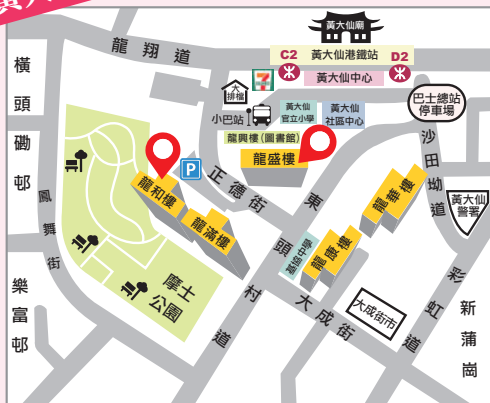 黃大仙廟
龍翔道
C2 黃大仙港鐵站 D2
黃大仙中心
7
大排檔
小巴站
黃大仙官立小學
黃大仙社區中心
巴士總站
停車場
龍興樓(圖書館)
龍盛樓
橫頭磡邨
鳳舞街
P
龍和樓
龍滿樓
正德街
東頭村道
龍華樓
龍康樓
沙田坳道
黃大仙警署
摩士公園
大成街
大成街市
彩虹道
新蒲崗
樂富邨